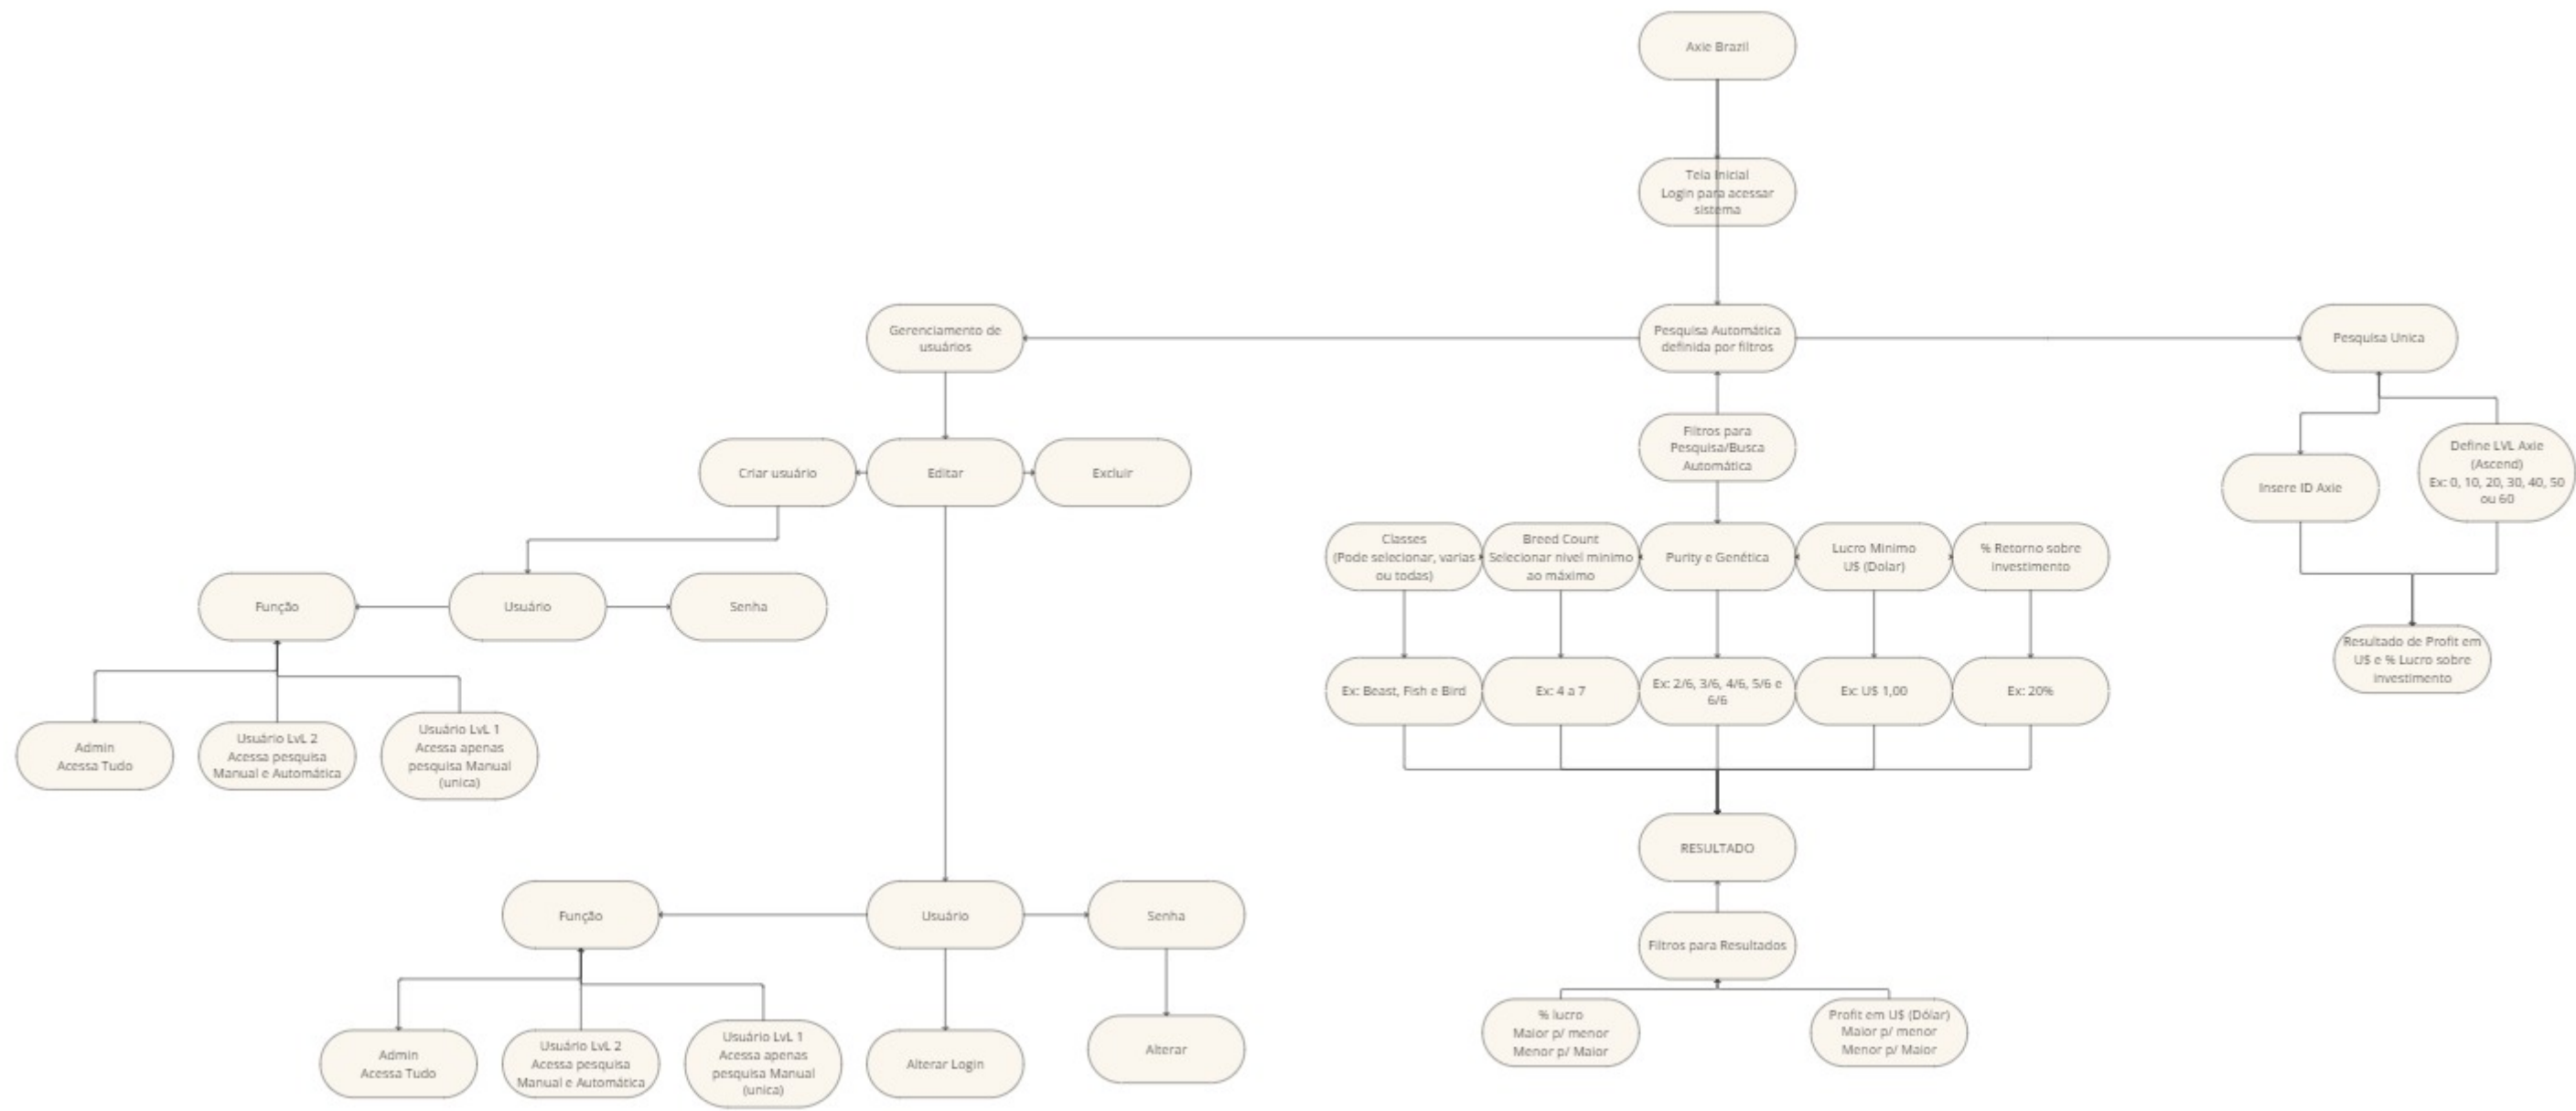 Axie Brazil
Tela Inicial
Login para acessar
sistema
Gerenciamento de
usuários
Pesquisa Automática
definida por filtros
Pesquisa Unica
Criar usuário
Editar
Excluir
Filtros para
Pesquisa/Busca
Automática
Insere ID Axie
Define LVL Axie
(Ascend)
Ex: 0, 10, 20, 30, 40, 50
ou 60
Classes
(Pode selecionar, varias
ou todas)
Breed Count
Selecionar nivel minimo
ao máximo
Purity e Genética
Lucro Minimo
U$ (Dolar)
% Retorno sobre
investimento
Função
Usuário
Senha
Resultado de Profit em
U$ e % Lucro sobre
investimento
Ex: Beast, Fish e Bird
Ex: 4 a 7
Ex: 2/6, 3/6, 4/6, 5/6 e
6/6
Ex: U$ 1,00
Ex: 20%
Admin
Acessa Tudo
Usuário LvL 2
Acessa pesquisa
Manual e Automática
Usuário LvL 1
Acessa apenas
pesquisa Manual
(unica)
RESULTADO
Função
Usuário
Senha
Filtros para Resultados
Admin
Acessa Tudo
Usuário LvL 2
Acessa pesquisa
Manual e Automática
Usuário LvL 1
Acessa apenas
pesquisa Manual
(unica)
Alterar Login
Alterar
% lucro
Maior p/ menor
Menor p/ Maior
Profit em U$ (Dólar)
Maior p/ menor
Menor p/ Maior